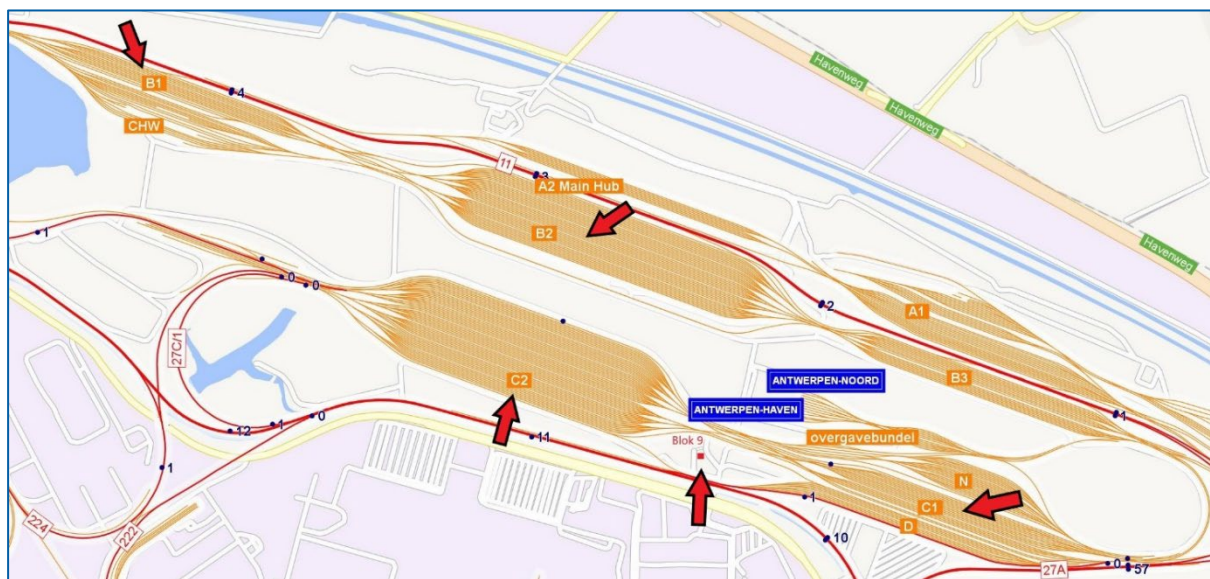 B1
4
CHW
11
3
A2 Main Hub
B2
Havenweg
Havenweg
Havenweg
1
0
0
2
A1
27C/1
C2
B3
ANTWERPEN-NOORD
ANTWERPEN-HAVEN
1
0
1
12
11
Blok 9
overgavebundel
1
N
1
C1
D
224
222
10
27A
0
57